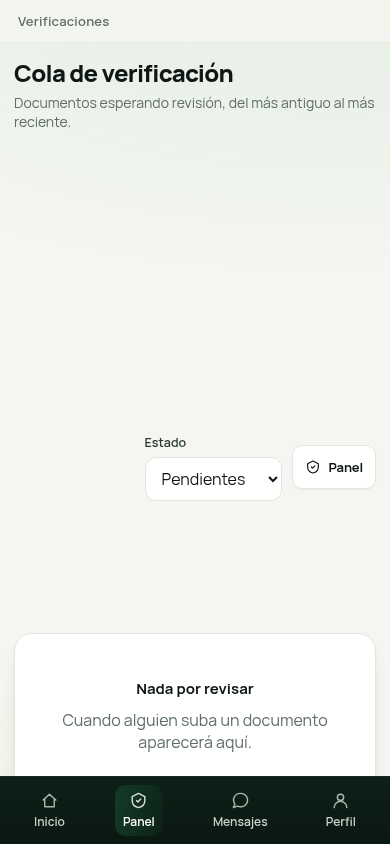 Verificaciones
Cola de verificación
Documentos esperando revisión, del más antiguo al más
reciente.
Estado
Pendientes
Panel
Nada por revisar
Cuando alguien suba un documento
aparecerá aquí.
Inicio
Panel
Mensajes
Perfil